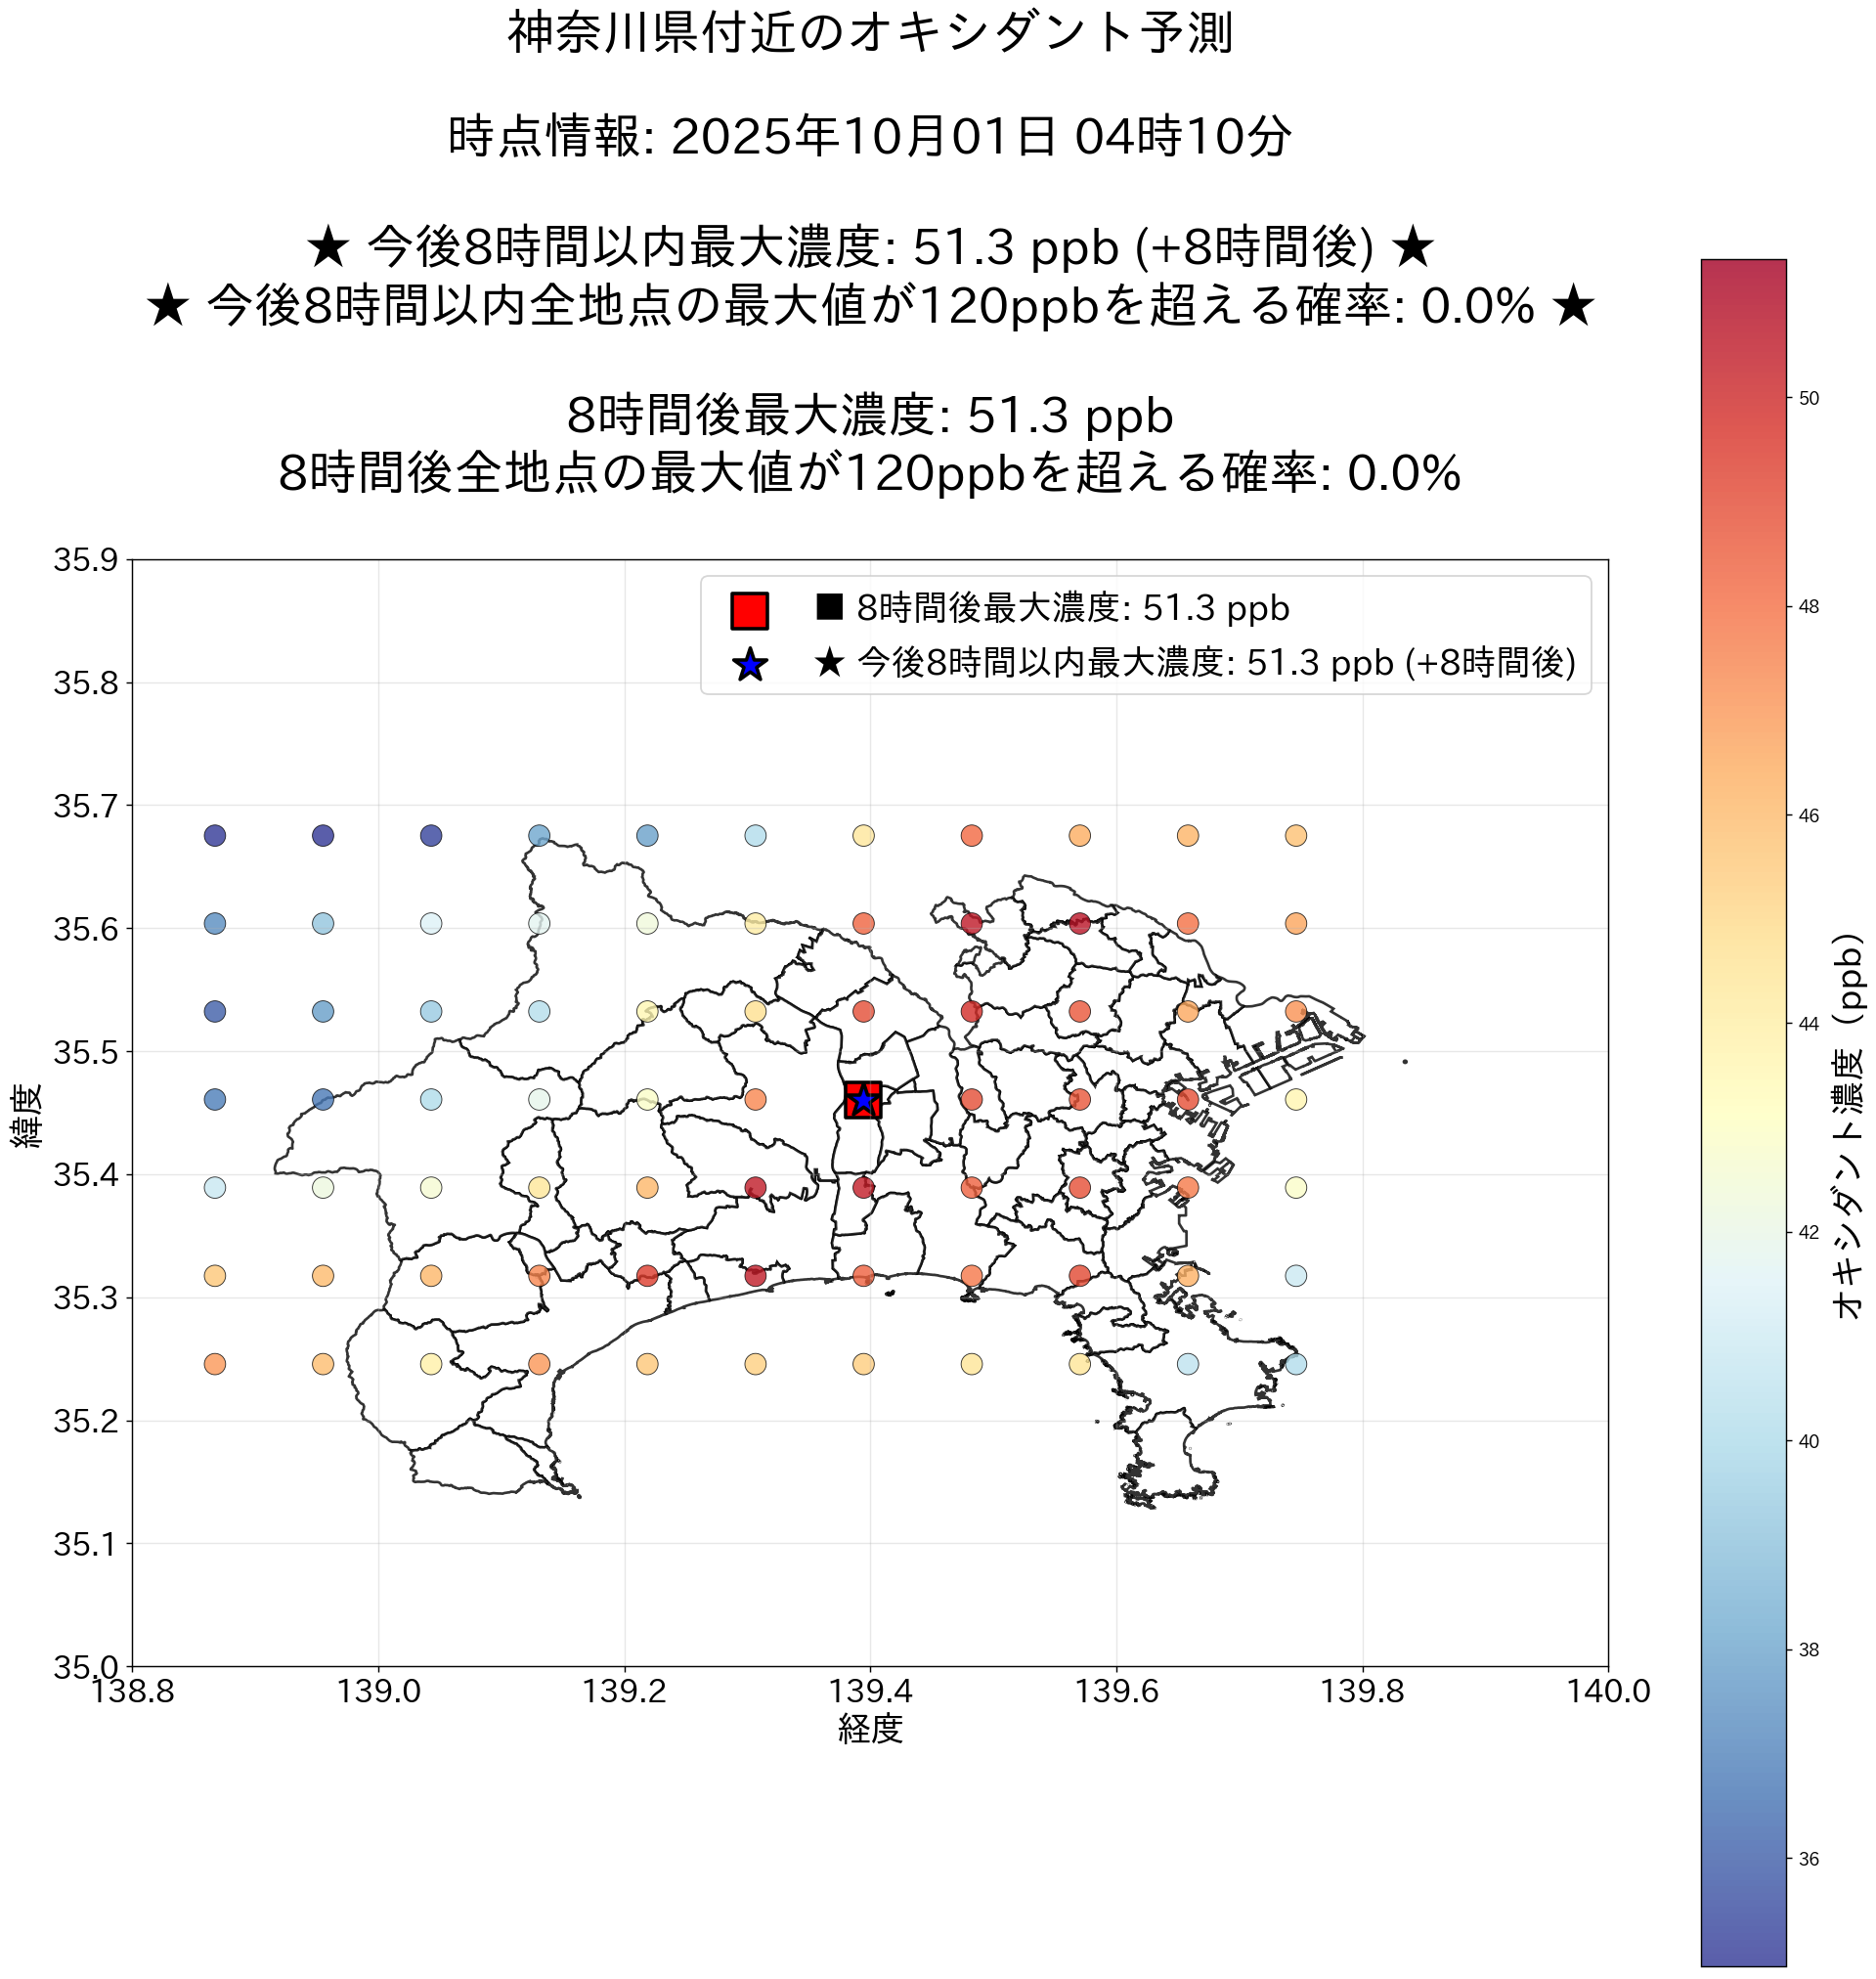 神奈川県付近のオキシダント予測
時点情報: 2025年10月01日 04時10分
★ 今後8時間以内最大濃度: 51.3 ppb (+8時間後) ★
★ 今後8時間以内全地点の最大値が120ppbを超える確率: 0.0% ★
8時間後最大濃度: 51.3 ppb
8時間後全地点の最大値が120ppbを超える確率: 0.0%
■ 8時間後最大濃度: 51.3 ppb
★ 今後8時間以内最大濃度: 51.3 ppb (+8時間後)
緯度
35.9
35.8
35.7
35.6
35.5
35.4
35.3
35.2
35.1
35.0
138.8
139.0
139.2
139.4
139.6
139.8
140.0
経度
50
48
46
44
42
40
38
36
オキシダント濃度 (ppb)